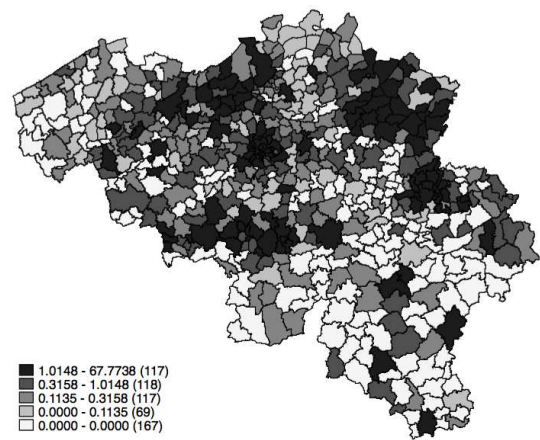 1.0148 - 67.7738 (117)
0.3158 - 1.0148 (118)
0.1135 - 0.3158 (117)
0.0000 - 0.1135 (69)
0.0000 - 0.0000 (167)